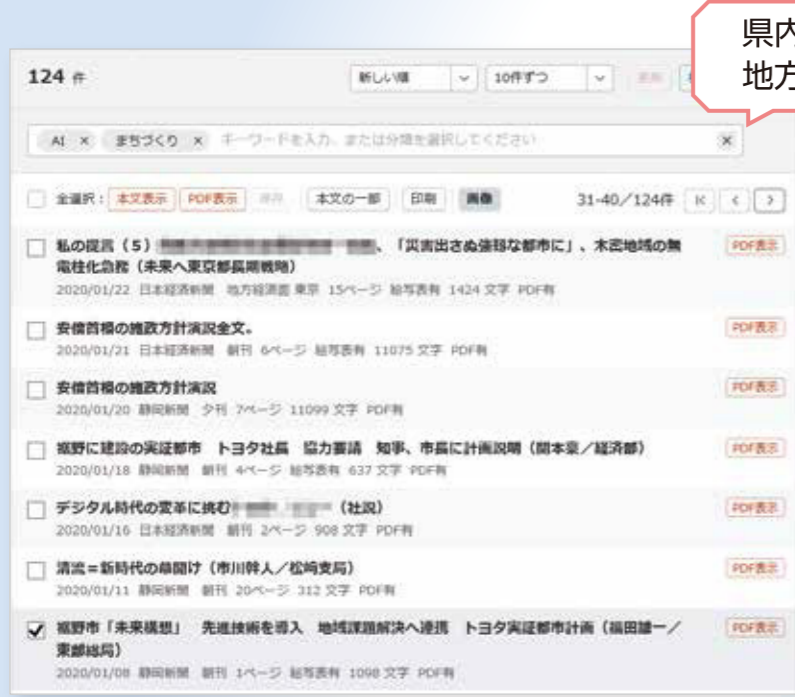 県内
地方
124 件
新しい順
10件ずつ
AI × まちづくり × キーワードを入力、または分類を選択してください ×
全選択: 本文表示 PDF表示 保存 本文の一部 印刷 画像 31-40/124件
私の提言(5) 、「災害出さぬ強靱な都市に」、木密地域の無 PDF表示
電柱化急務(未来へ東京都長期戦略)
2020/01/22 日本経済新聞 地方経済面 東京 15ページ 絵写表有 1424 文字 PDF有
安倍首相の施政方針演説全文。 PDF表示
2020/01/21 日本経済新聞 朝刊 6ページ 絵写表有 11075 文字 PDF有
安倍首相の施政方針演説 PDF表示
2020/01/20 静岡新聞 夕刊 7ページ 11099 文字 PDF有
裾野に建設の実証都市 トヨタ社長 協力要請 知事、市長に計画説明(関本豪/経済部) PDF表示
2020/01/18 静岡新聞 朝刊 4ページ 絵写表有 637 文字 PDF有
デジタル時代の変革に挑む (社説) PDF表示
2020/01/16 日本経済新聞 朝刊 2ページ 908 文字 PDF有
清流=新時代の幕開け(市川幹人/松崎支局) PDF表示
2020/01/11 静岡新聞 朝刊 20ページ 312 文字 PDF有
裾野市「未来構想」 先進技術を導入 地域課題解決へ連携 トヨタ実証都市計画(福田雄一/ PDF表示
東部総局)
2020/01/08 静岡新聞 朝刊 1ページ 絵写表有 1098 文字 PDF有